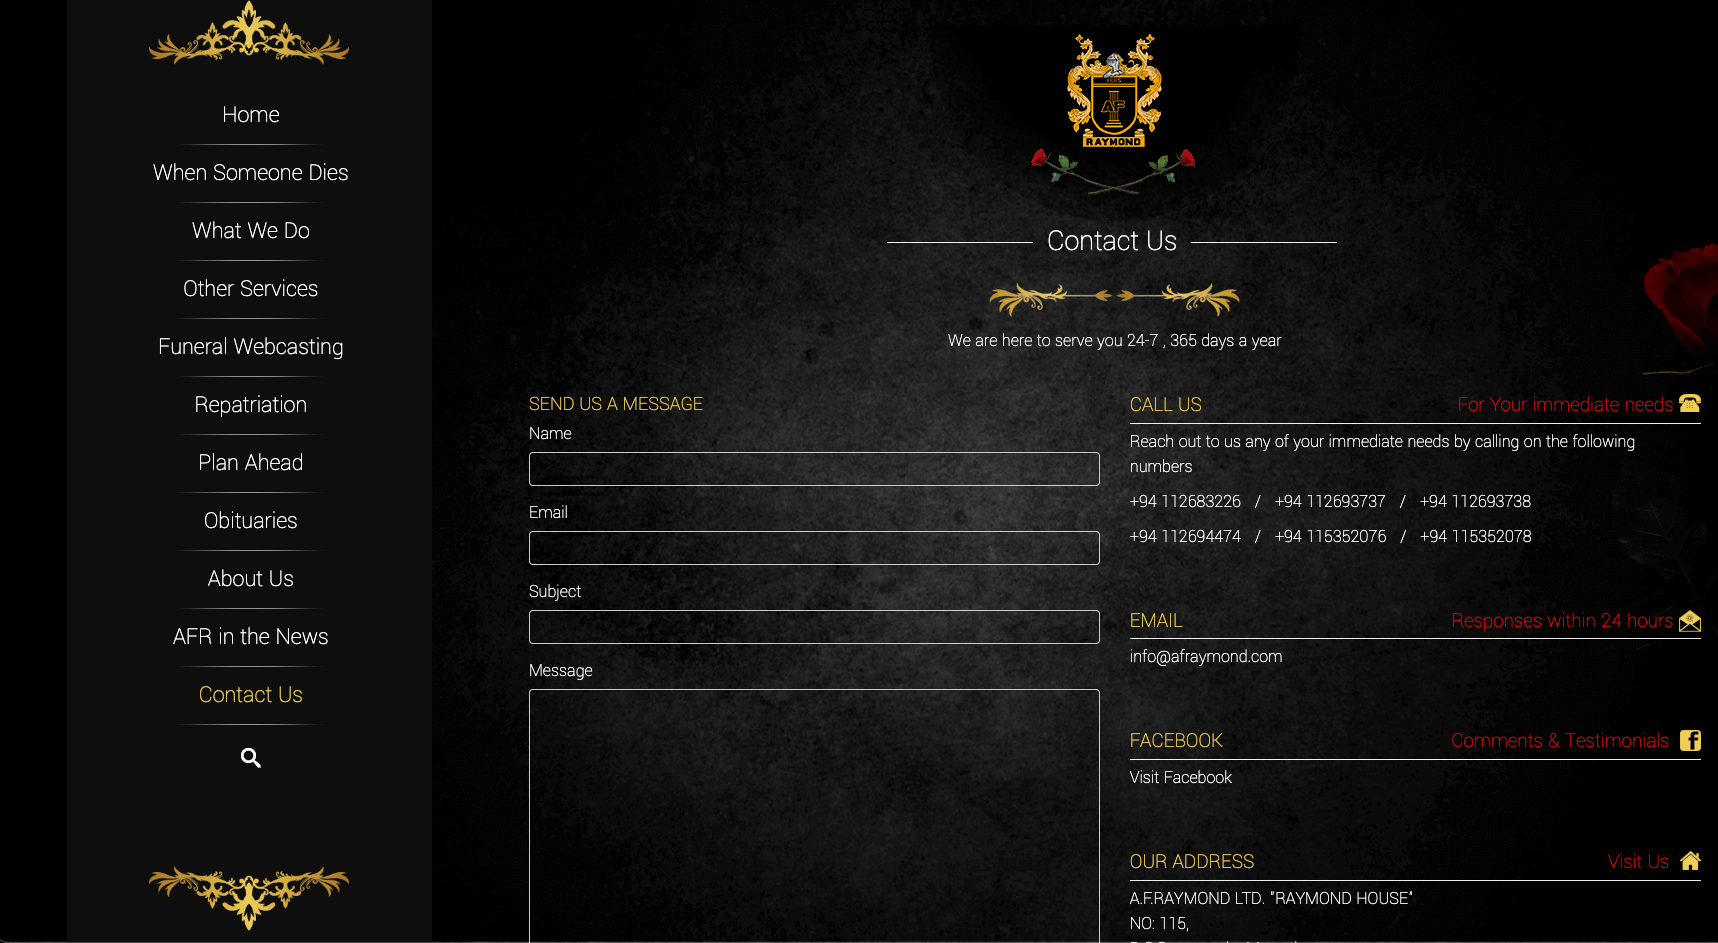 Home
When Someone Dies
What We Do
Other Services
Funeral Webcasting
Repatriation
Plan Ahead
Obituaries
About Us
AFR in the News
Contact Us
AF
RAYMOND
Contact Us
We are here to serve you 24-7 , 365 days a year
SEND US A MESSAGE
Name
Email
Subject
Message
CALL US For Your immediate needs
Reach out to us any of your immediate needs by calling on the following
numbers
+94 112683226 / +94 112693737 / +94 112693738
+94 112694474 / +94 115352076 / +94 115352078
EMAIL Responses within 24 hours
info@afraymond.com
FACEBOOK Comments & Testimonials
Visit Facebook
OUR ADDRESS Visit Us
A.F.RAYMOND LTD. "RAYMOND HOUSE"
NO: 115,